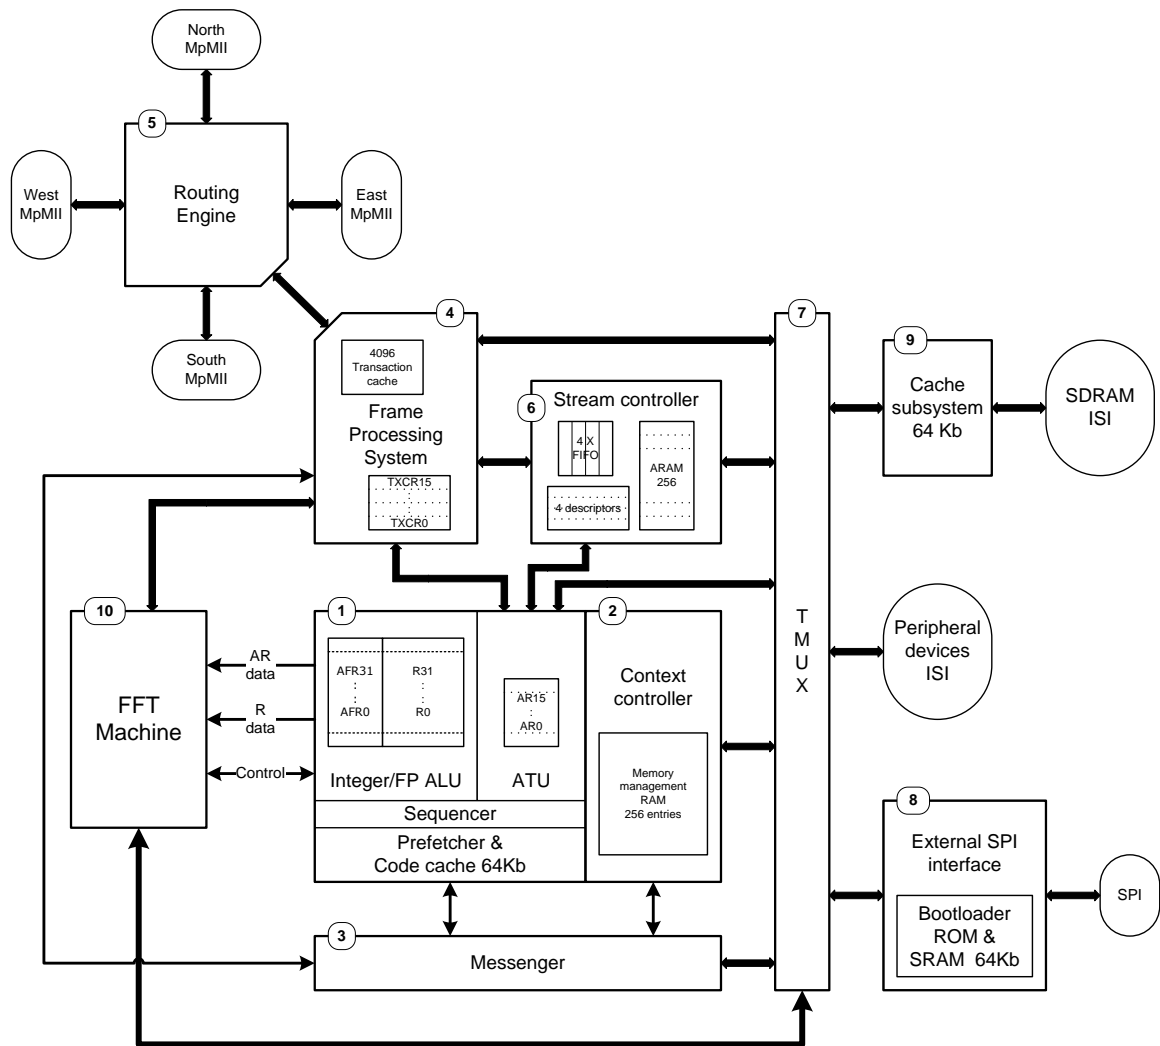 North
MpMII
5
West
MpMII
Routing
Engine
East
MpMII
South
MpMII
4
4096
Transaction
cache
Frame
Processing
System
TXCR15
:
:
TXCR0
6
Stream controller
4 X
FIFO
ARAM
256
4 descriptors
7
T
M
U
X
9
Cache
subsystem
64 Kb
SDRAM
ISI
10
FFT
Machine
AR
data
R
data
Control
1
AFR31
:
:
AFR0
R31
:
:
R0
Integer/FP ALU
AR15
:
AR0
ATU
Sequencer
Prefetcher &
Code cache 64Kb
2
Context
controller
Memory
management
RAM
256 entries
Peripheral
devices
ISI
8
External SPI
interface
Bootloader
ROM &
SRAM 64Kb
SPI
3
Messenger